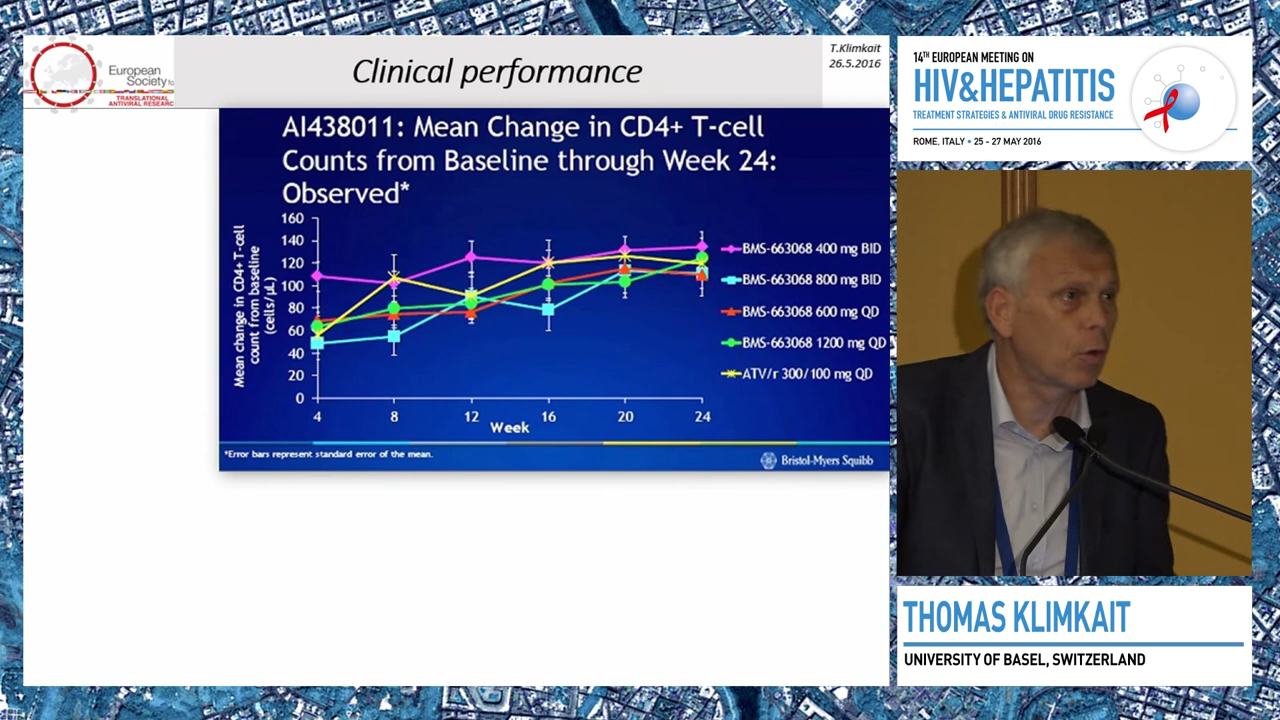 European
Society
TRANSLATIONAL
ANTIVIRAL RESEARC
Clinical performance
T.Klimkait
26.5.2016
AI438011: Mean Change in CD4+ T-cell
Counts from Baseline through Week 24:
Observed*
Mean change in CD4+ T-cell
count from baseline
(cells/µL)
160
140
120
100
80
60
40
20
0
4 8 12 16 20 24
Week
BMS-663068 400 mg BID
BMS-663068 800 mg BID
BMS-663068 600 mg QD
BMS-663068 1200 mg QD
ATV/r 300/100 mg QD
*Error bars represent standard error of the mean.
Bristol-Myers Squibb
14TH EUROPEAN MEETING ON
HIV&HEPATITIS
TREATMENT STRATEGIES & ANTIVIRAL DRUG RESISTANCE
ROME, ITALY • 25 - 27 MAY 2016
THOMAS KLIMKAIT
UNIVERSITY OF BASEL, SWITZERLAND